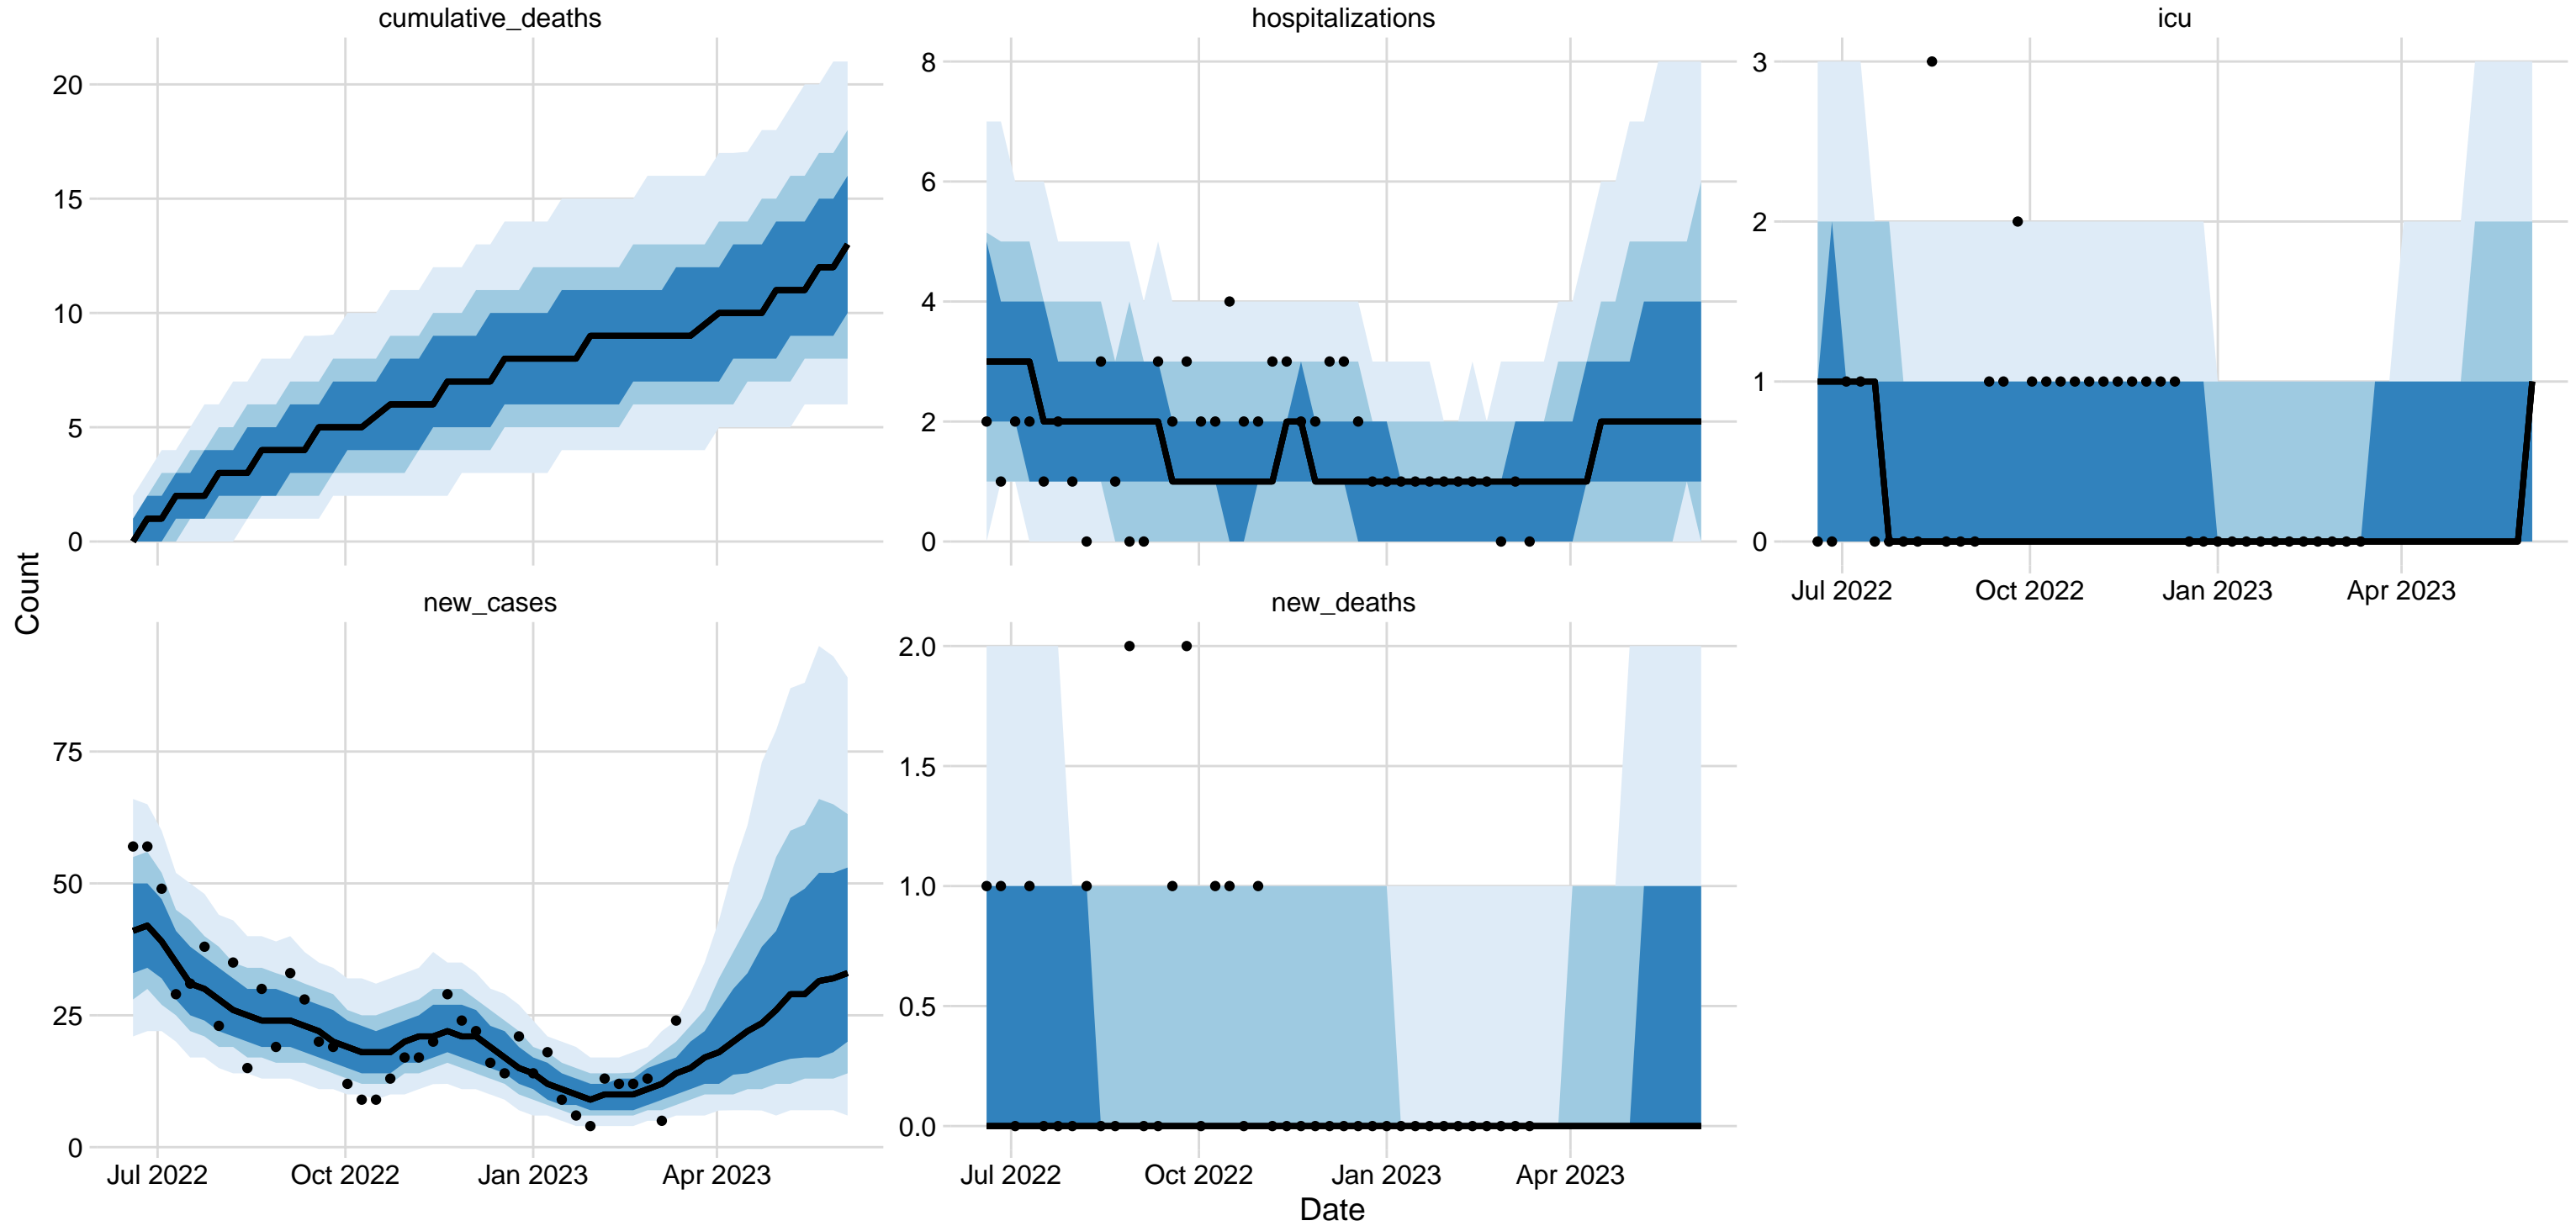 cumulative_deaths
hospitalizations
icu
20
15
10
5
0
8
6
4
2
0
3
2
1
0
Jul 2022
Oct 2022
Jan 2023
Apr 2023
Count
new_cases
new_deaths
75
50
25
0
2.0
1.5
1.0
0.5
0.0
Jul 2022
Oct 2022
Jan 2023
Apr 2023
Jul 2022
Oct 2022
Jan 2023
Apr 2023
Date